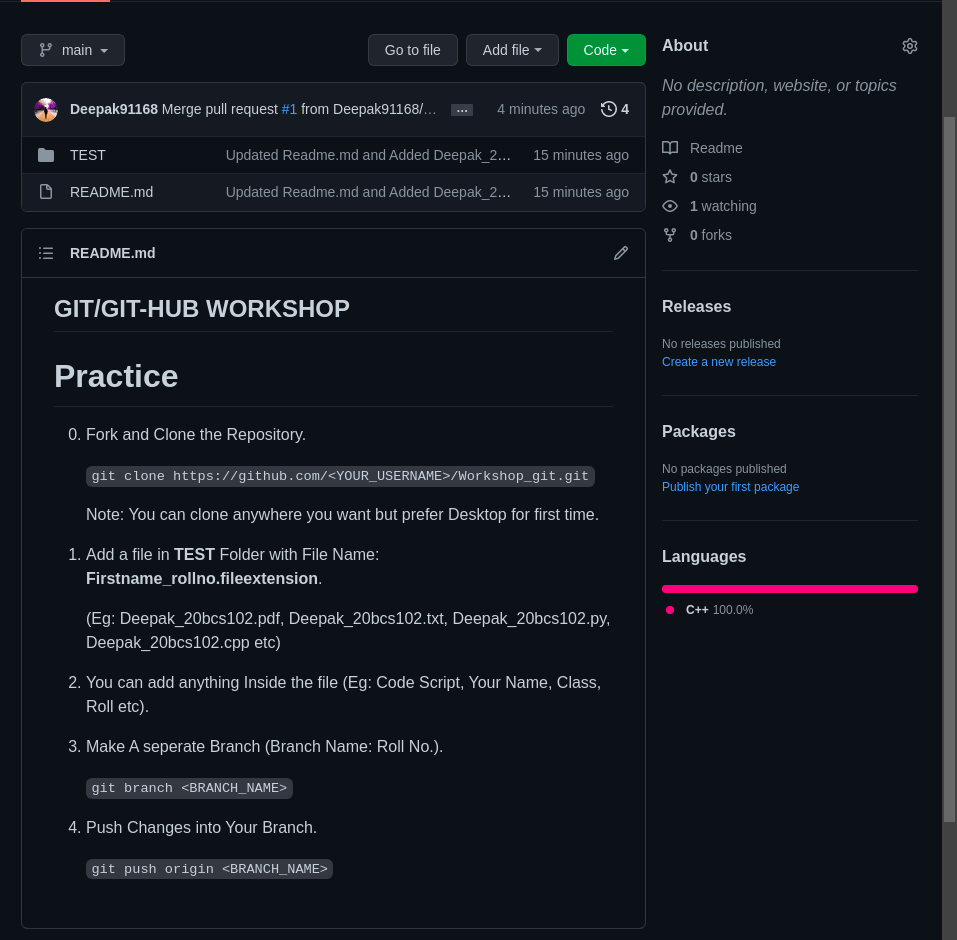 main
Go to file
Add file
Code
Deepak91168 Merge pull request #1 from Deepak91168/… ... 4 minutes ago 4
TEST Updated Readme.md and Added Deepak_2... 15 minutes ago
README.md Updated Readme.md and Added Deepak_2... 15 minutes ago
README.md
GIT/GIT-HUB WORKSHOP
Practice
0. Fork and Clone the Repository.
git clone https://github.com/<YOUR_USERNAME>/Workshop_git.git
Note: You can clone anywhere you want but prefer Desktop for first time.
1. Add a file in TEST Folder with File Name:
Firstname_rollno.fileextension.
(Eg: Deepak_20bcs102.pdf, Deepak_20bcs102.txt, Deepak_20bcs102.py,
Deepak_20bcs102.cpp etc)
2. You can add anything Inside the file (Eg: Code Script, Your Name, Class,
Roll etc).
3. Make A seperate Branch (Branch Name: Roll No.).
git branch <BRANCH_NAME>
4. Push Changes into Your Branch.
git push origin <BRANCH_NAME>
About
No description, website, or topics
provided.
Readme
0 stars
1 watching
0 forks
Releases
No releases published
Create a new release
Packages
No packages published
Publish your first package
Languages
C++ 100.0%